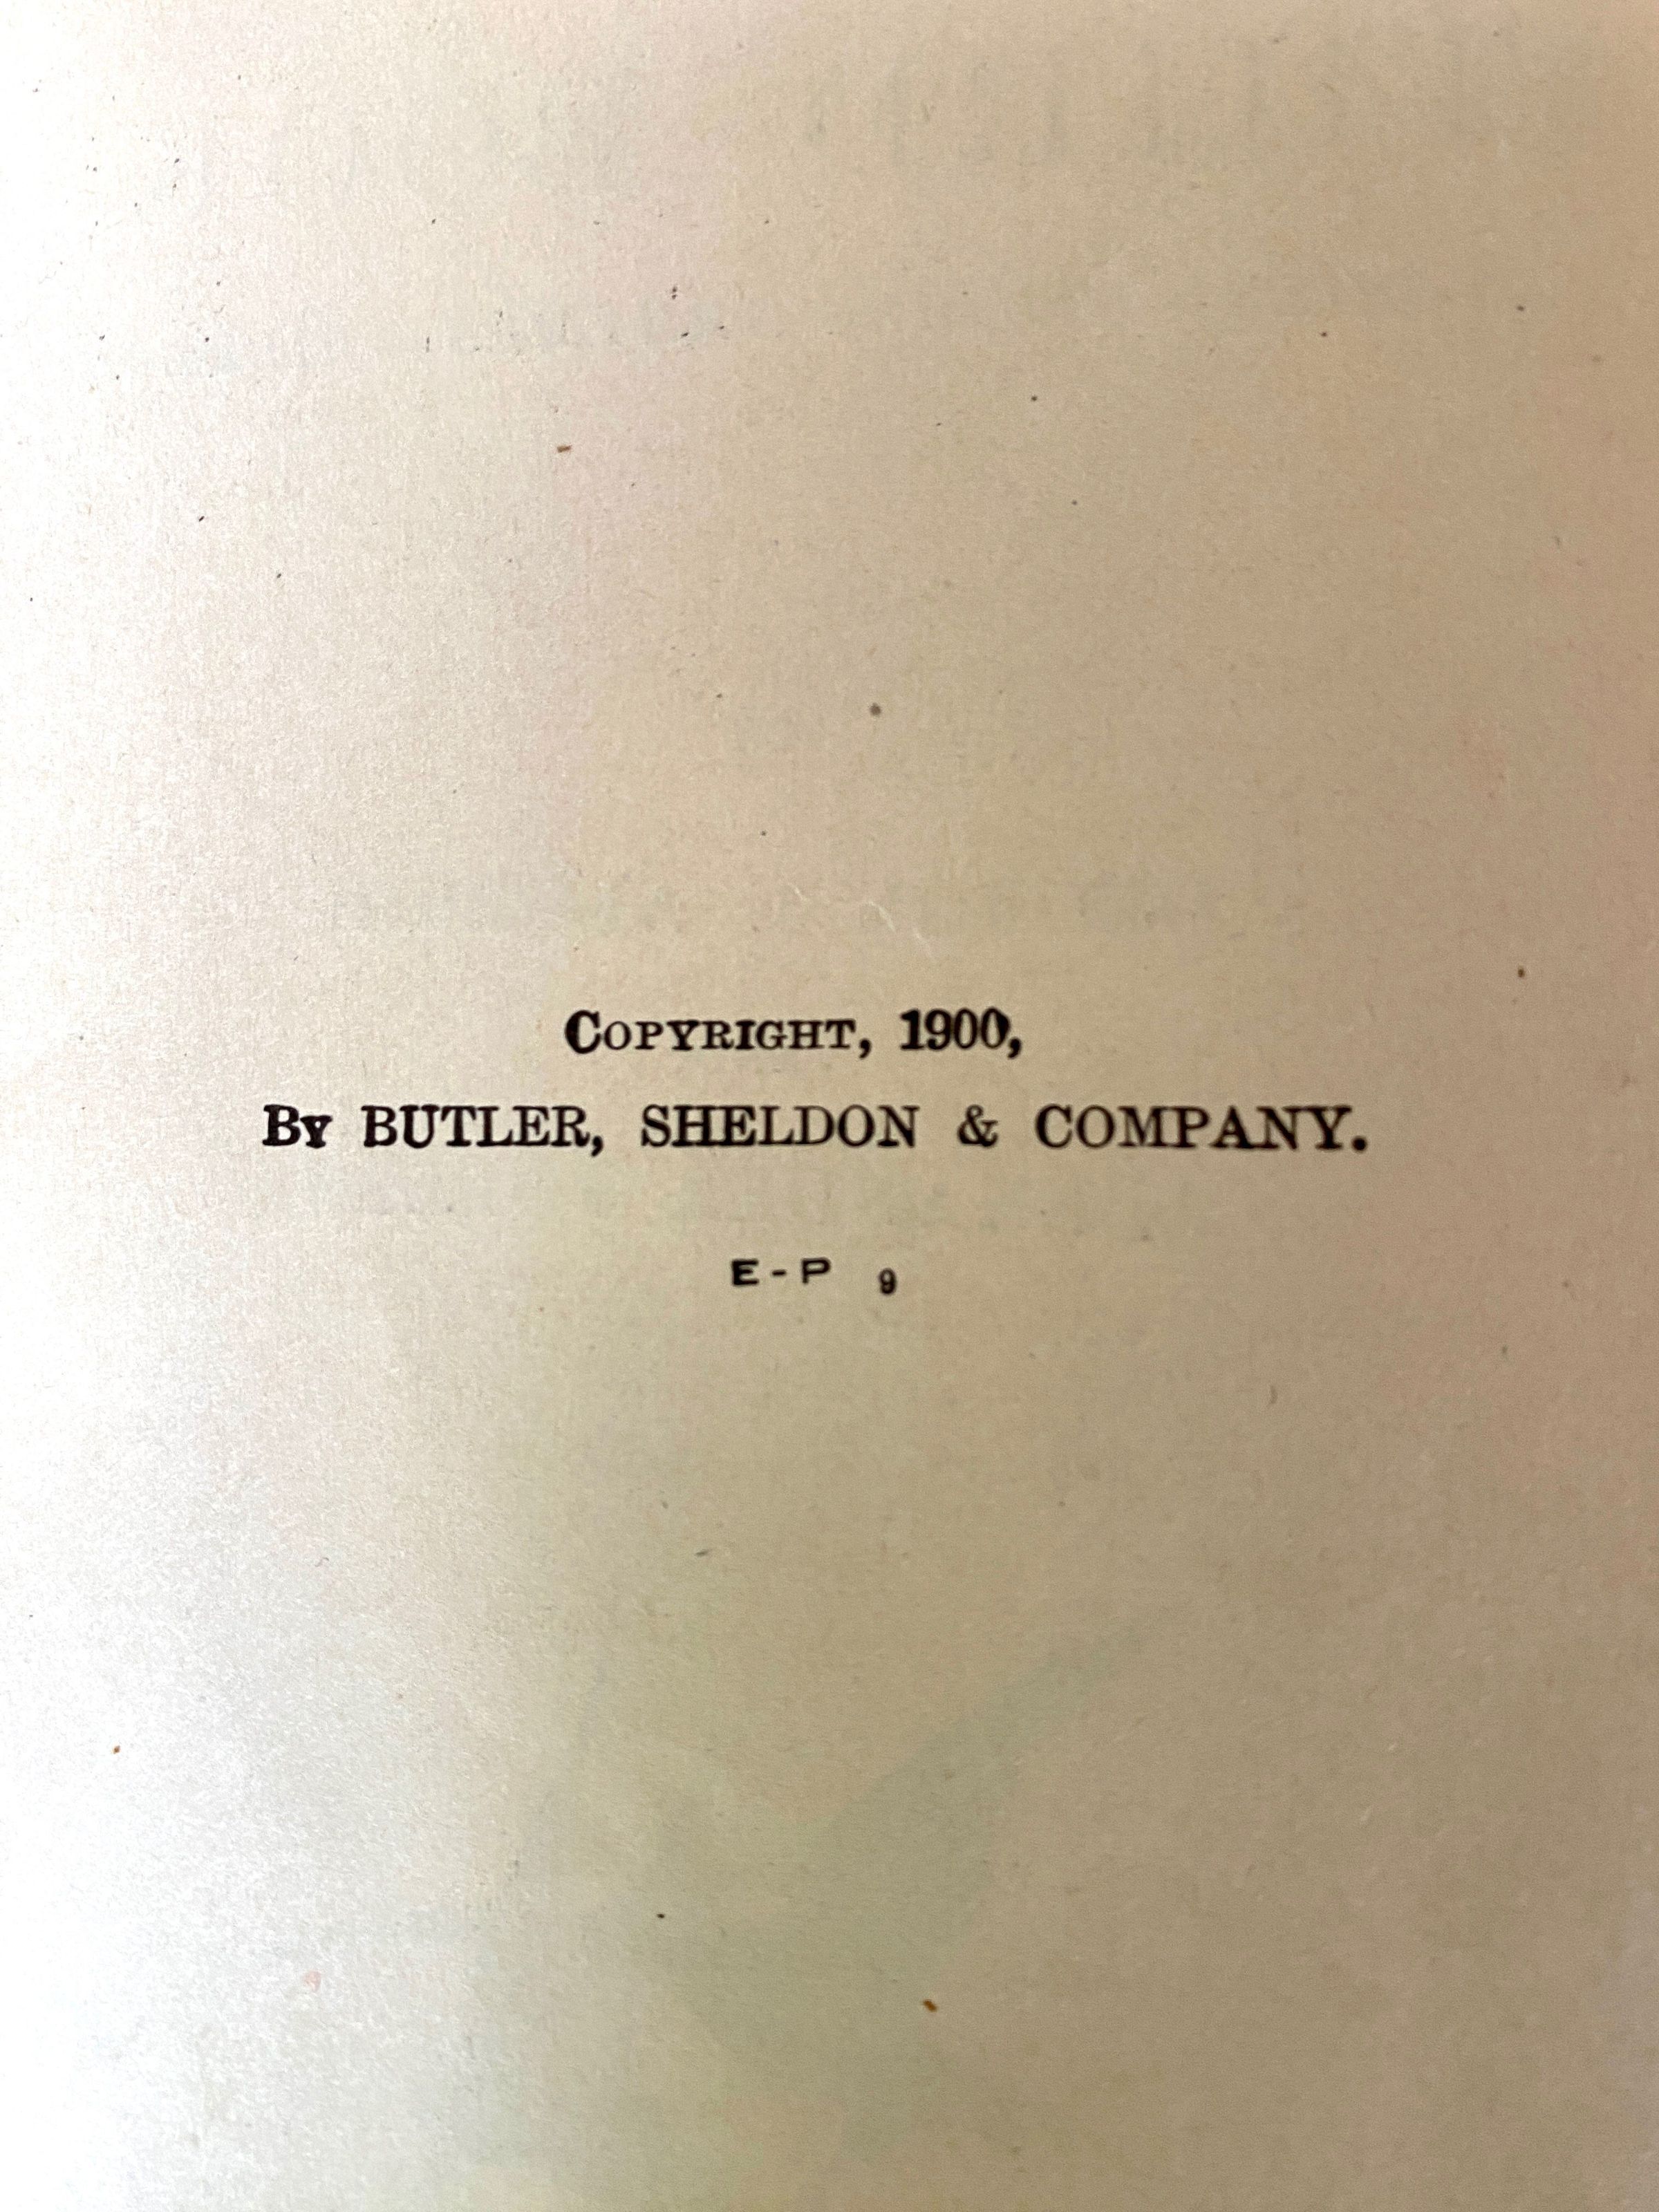 Copyright, 1900,
By BUTLER, SHELDON & COMPANY.
E-P 9